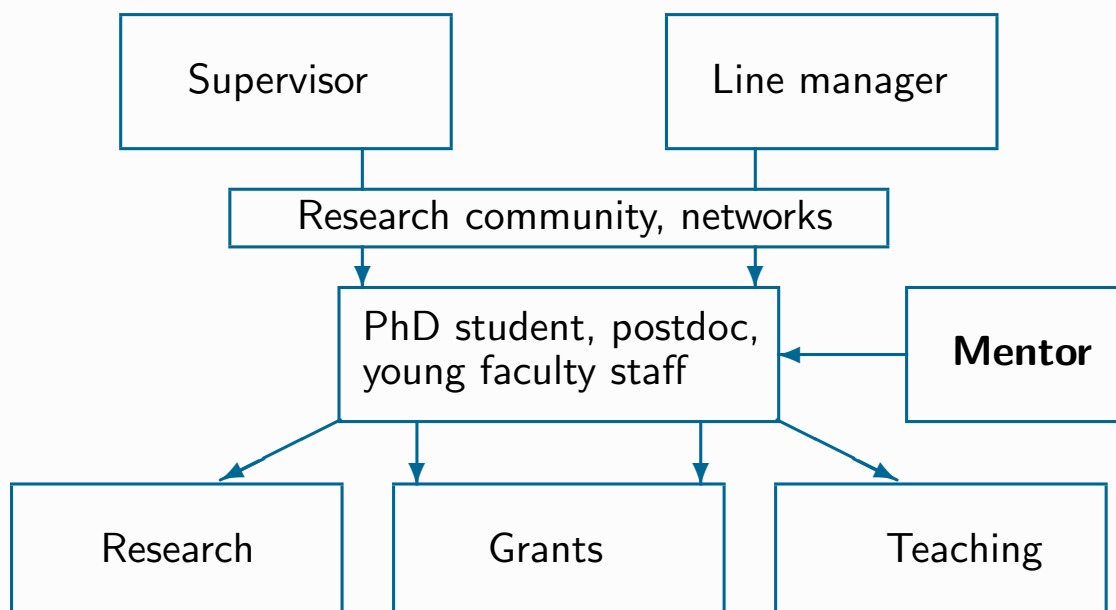 Supervisor
Line manager
Research community, networks
PhD student, postdoc,
young faculty staff
Mentor
Research
Grants
Teaching